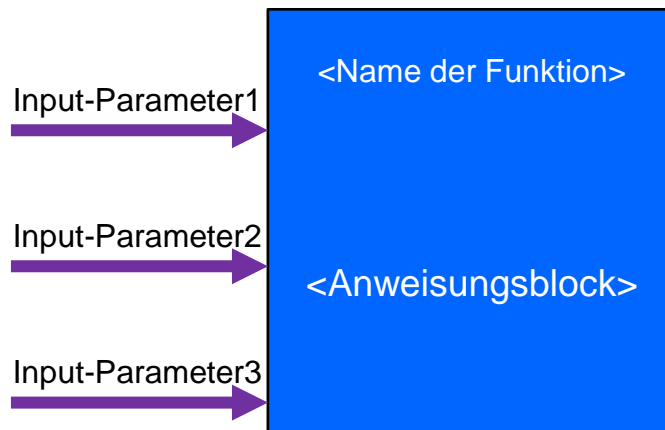 <Name der Funktion>
Input-Parameter1
Input-Parameter2
<Anweisungsblock>
Input-Parameter3